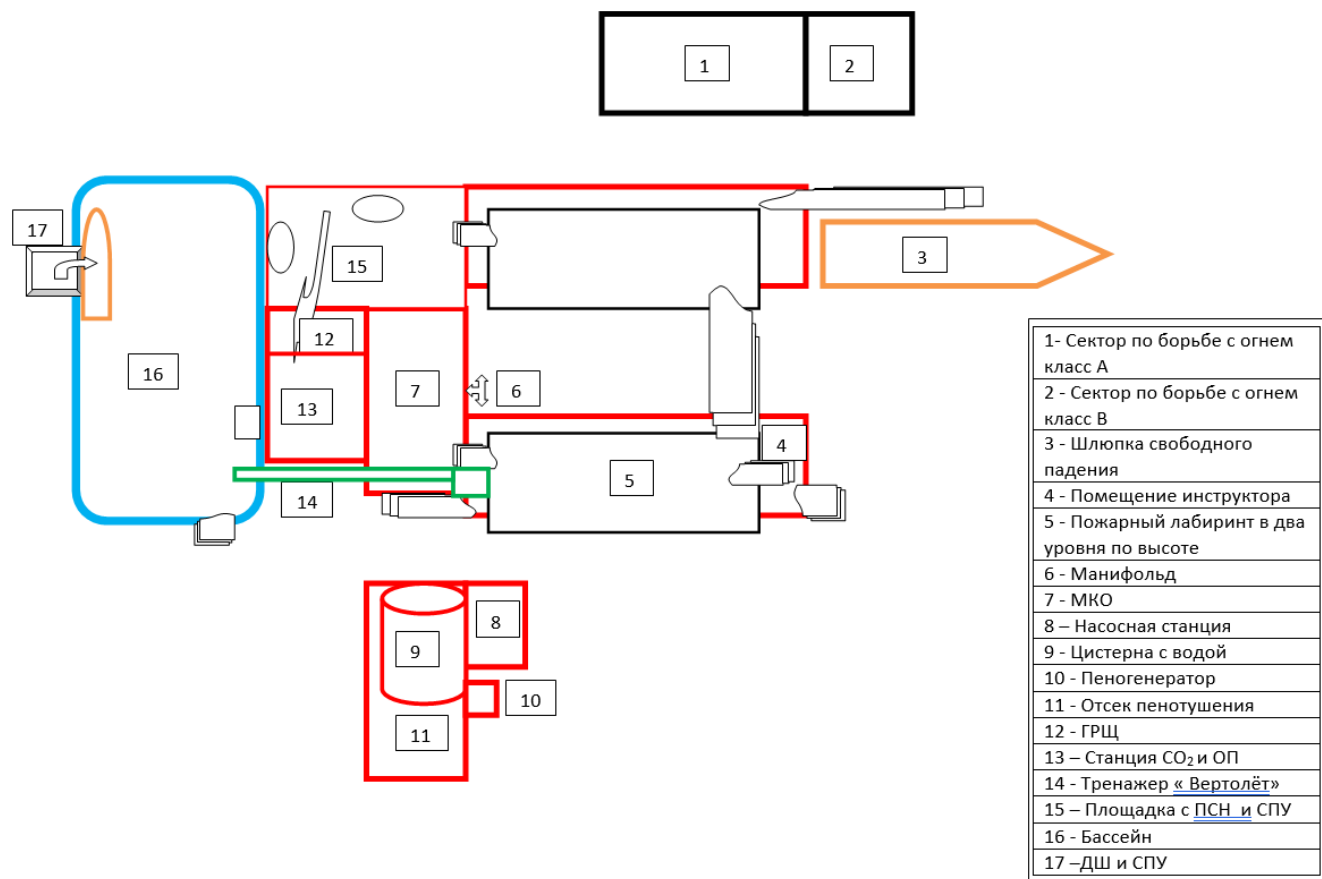 1
2
17
15
3
12
16
7
6
13
4
5
14
8
9
10
11
1- Сектор по борьбе с огнем
класс А
2 - Сектор по борьбе с огнем
класс В
3 - Шлюпка свободного
падения
4 - Помещение инструктора
5 - Пожарный лабиринт в два
уровня по высоте
6 - Манифольд
7 - МКО
8 – Насосная станция
9 - Цистерна с водой
10 - Пеногенератор
11 - Отсек пенотушения
12 - ГРЩ
13 – Станция СО₂ и ОП
14 - Тренажер « Вертолёт»
15 – Площадка с ПСН и СПУ
16 - Бассейн
17 –ДШ и СПУ